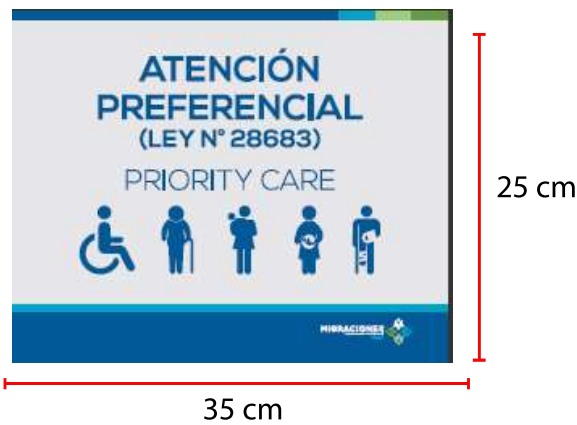 ATENCIÓN
PREFERENCIAL
(LEY N° 28683)
PRIORITY CARE
25 cm
MIGRACIONES
35 cm